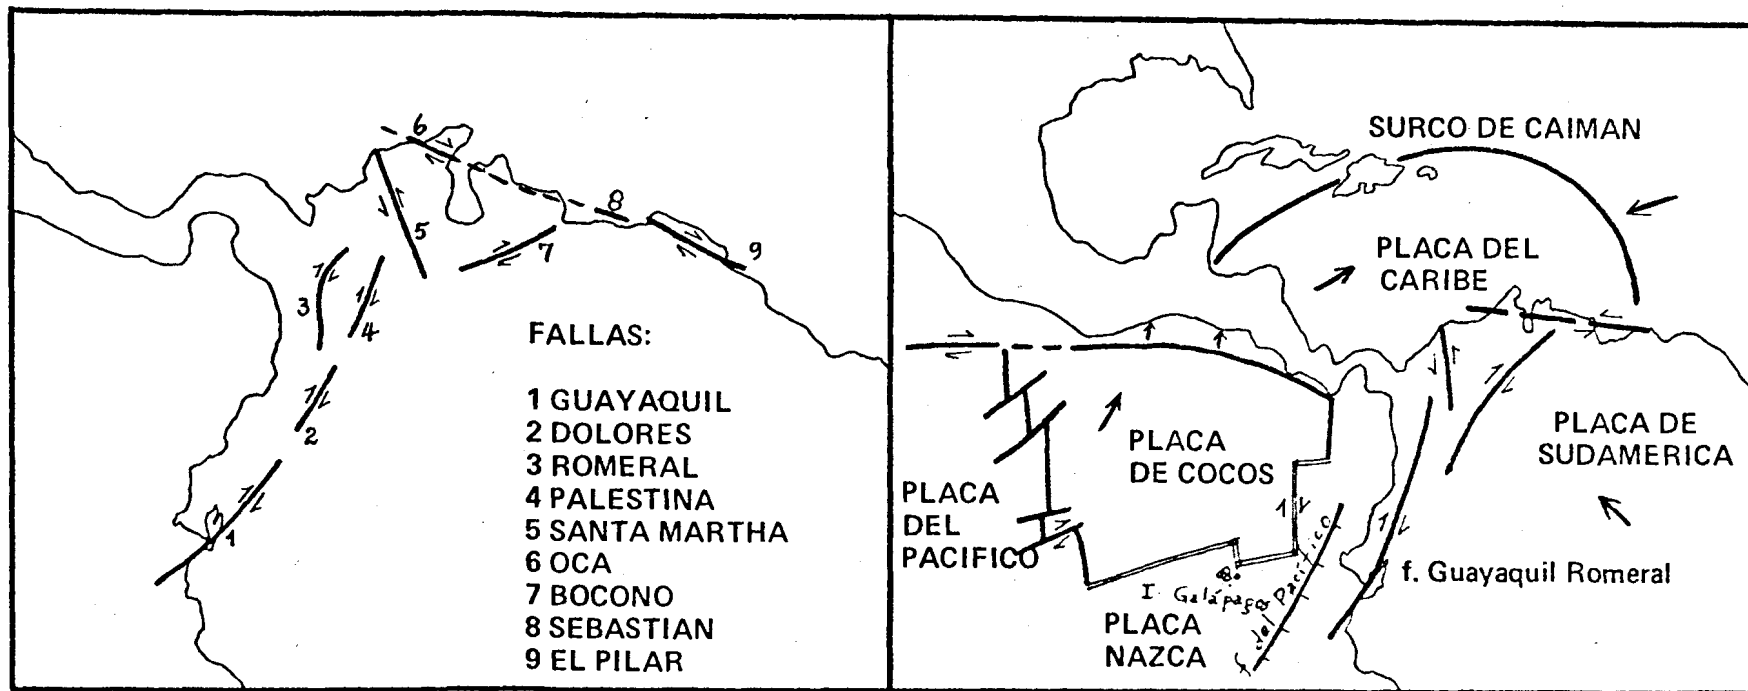 6
8
5
7
9
3
4
2
1
FALLAS:
1 GUAYAQUIL
2 DOLORES
3 ROMERAL
4 PALESTINA
5 SANTA MARTHA
6 OCA
7 BOCONO
8 SEBASTIAN
9 EL PILAR
SURCO DE CAIMAN
PLACA DEL
CARIBE
PLACA DE
SUDAMERICA
PLACA
DE COCOS
PLACA
DEL
PACIFICO
f. Guayaquil Romeral
I. Galápagos
del Pacífico
PLACA
NAZCA